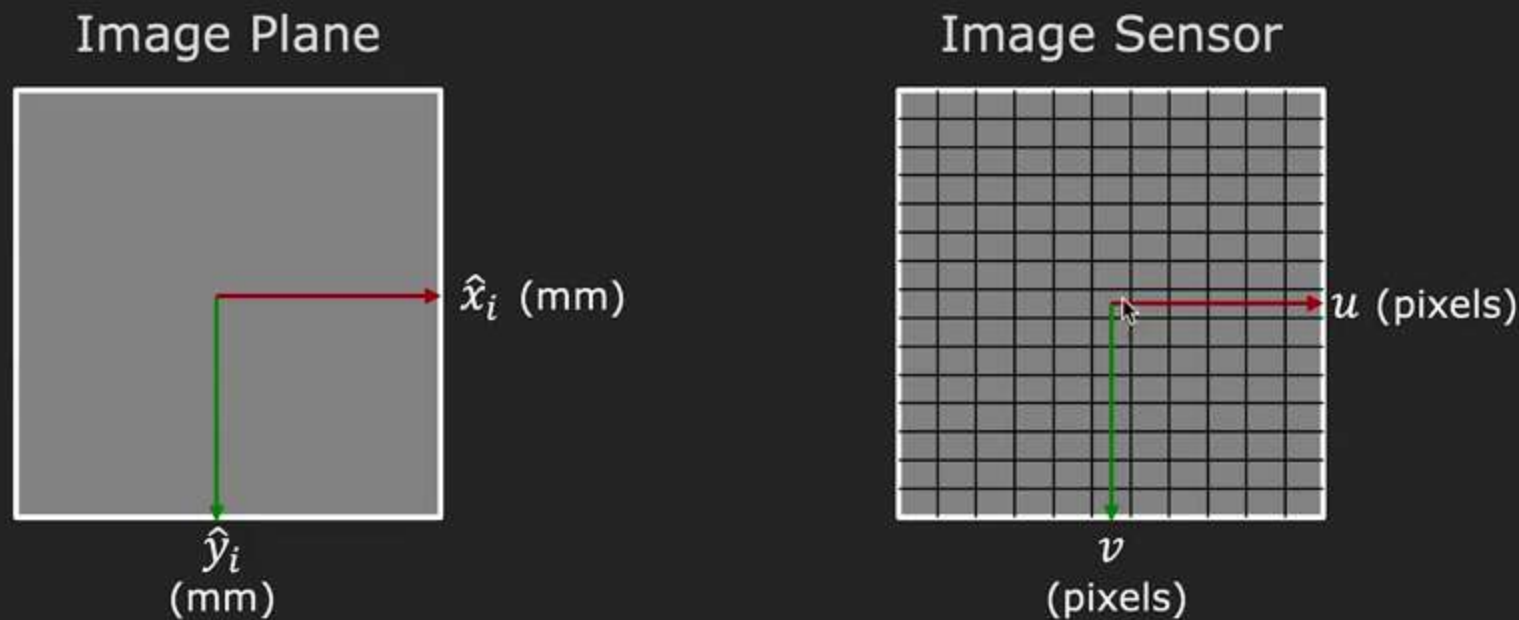 Image Plane
Image Sensor
x̂ᵢ (mm)
u (pixels)
ŷᵢ
(mm)
v
(pixels)